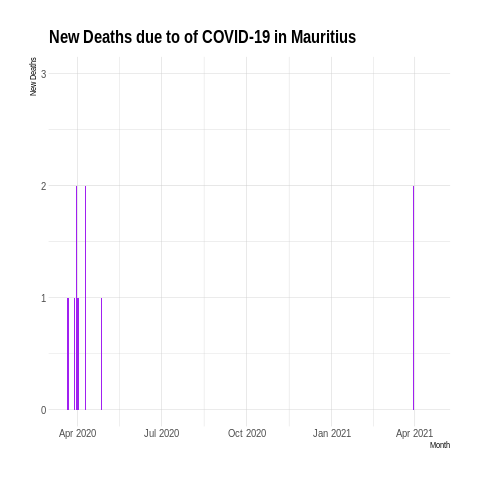 New Deaths due to of COVID-19 in Mauritius
New Deaths
3
2
1
0
Apr 2020 Jul 2020 Oct 2020 Jan 2021 Apr 2021
Month